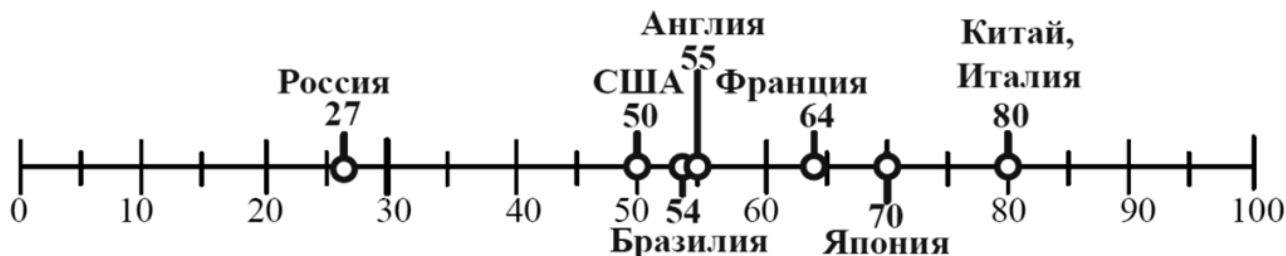 Англия
55
Китай,
Италия
80
Россия
27
США
50
Франция
64
0 10 20 30 40 50 54 60 70 80 90 100
Бразилия
Япония